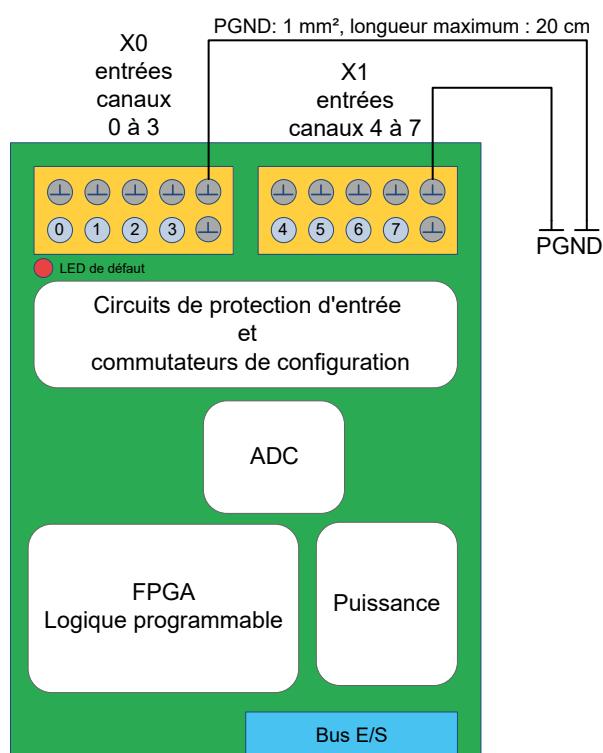 PGND: 1 mm², longueur maximum : 20 cm
X0
entrées
canaux
0 à 3
X1
entrées
canaux 4 à 7
0 1 2 3
4 5 6 7
PGND
LED de défaut
Circuits de protection d'entrée
et
commutateurs de configuration
ADC
FPGA
Logique programmable
Puissance
Bus E/S